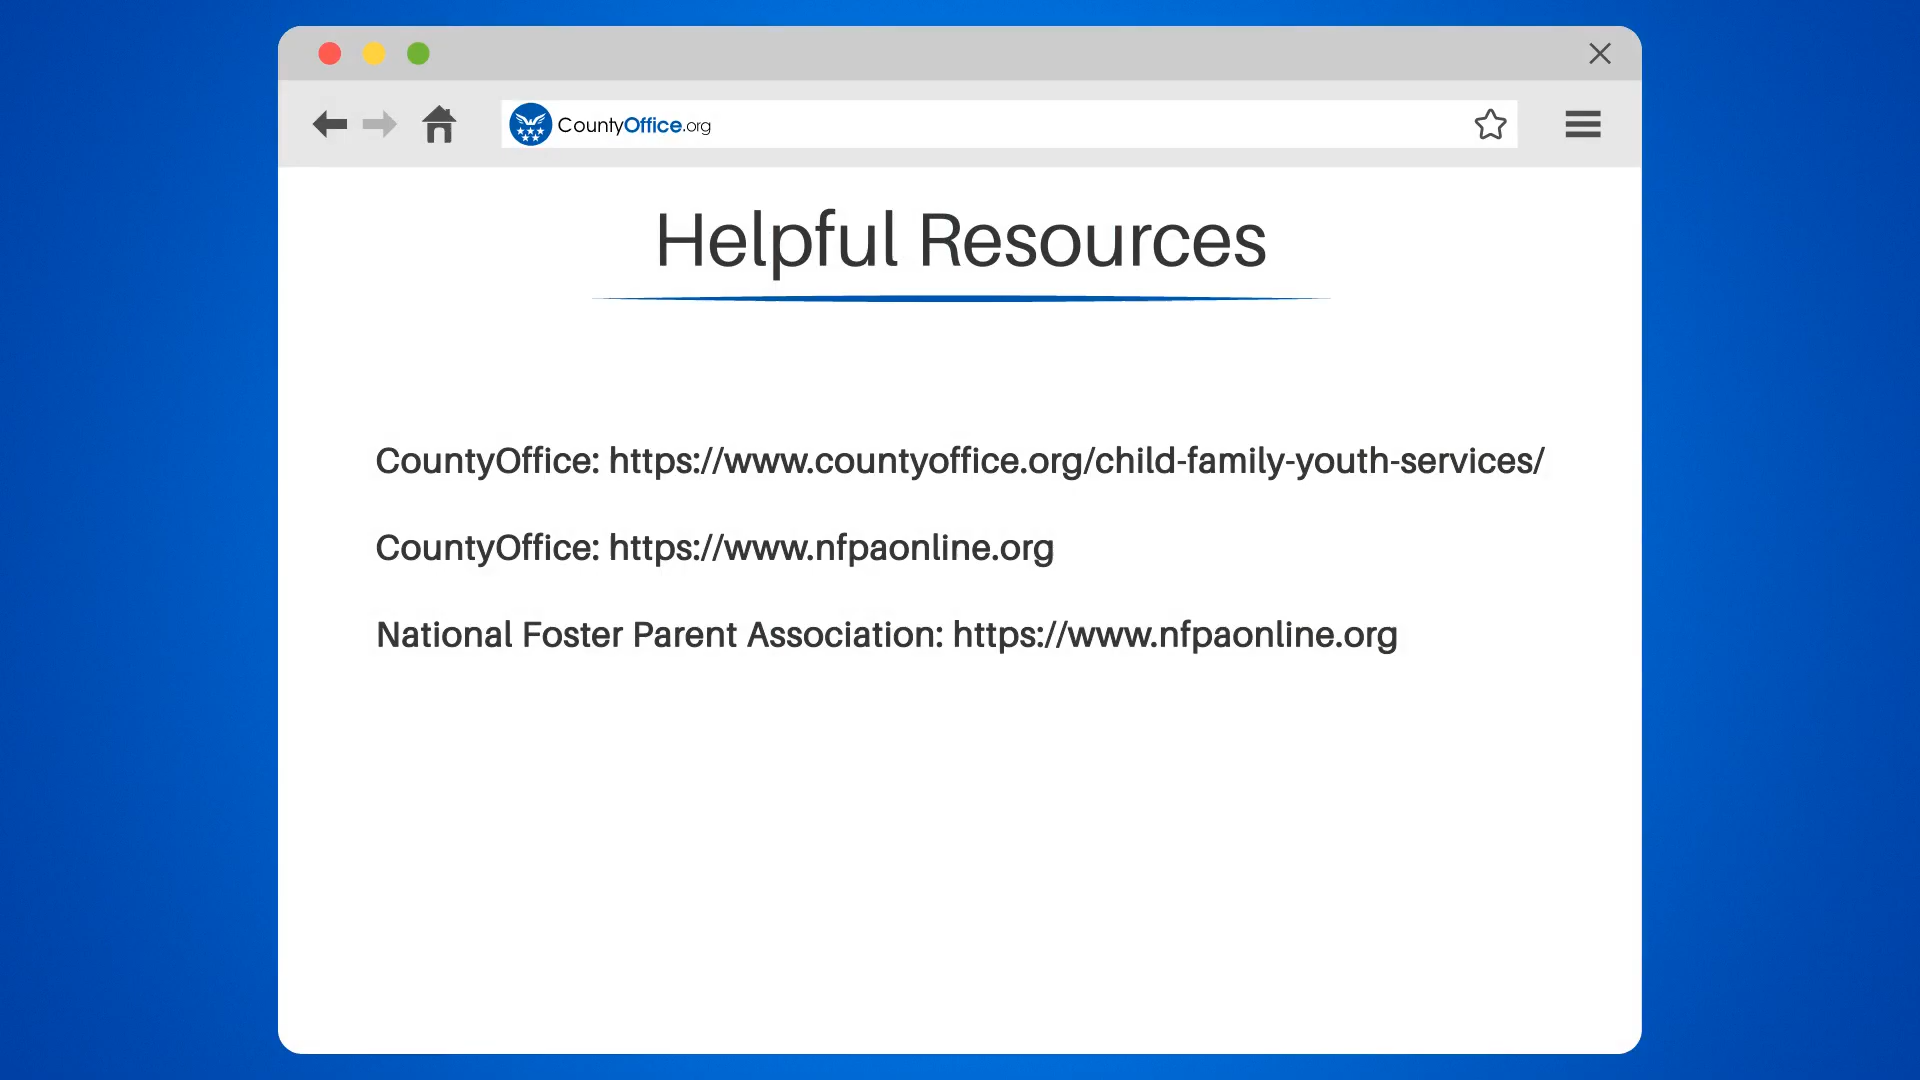 CountyOffice.org
Helpful Resources
CountyOffice: https://www.countyoffice.org/child-family-youth-services/
CountyOffice: https://www.nfpaonline.org
National Foster Parent Association: https://www.nfpaonline.org